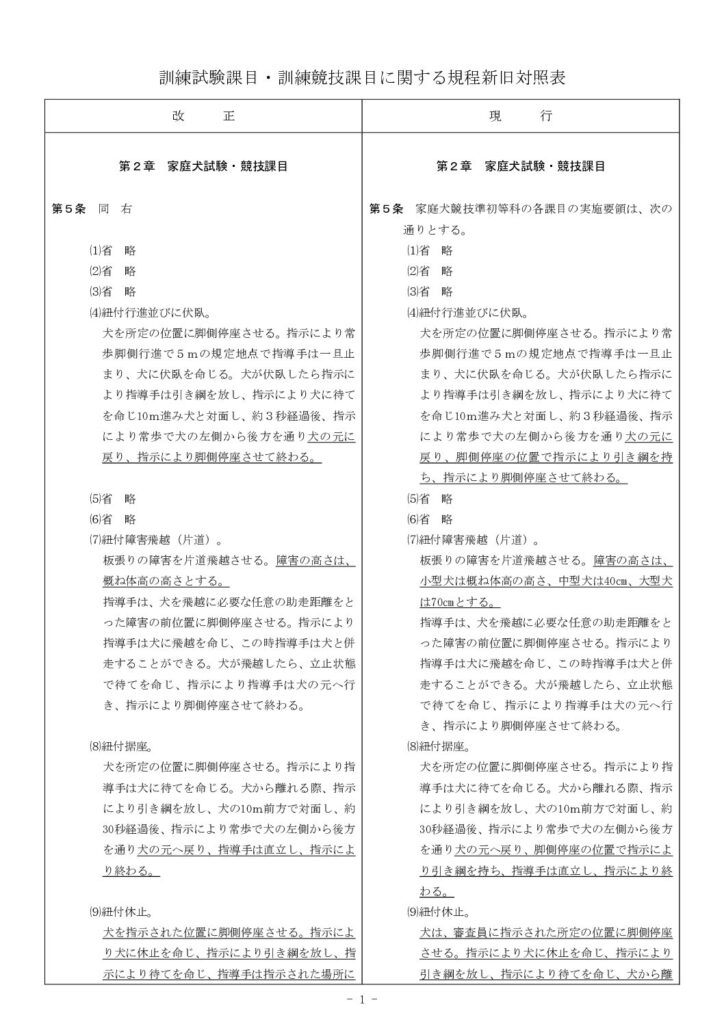 訓練試験課目・訓練競技課目に関する規程新旧対照表
改　　　正
第２章　家庭犬試験・競技課目
第５条　同　右
⑴省　略
⑵省　略
⑶省　略
⑷紐付行進並びに伏臥。
犬を所定の位置に脚側停座させる。指示により常
歩脚側行進で５ｍの規定地点で指導手は一旦止
まり、犬に伏臥を命じる。犬が伏臥したら指示に
より指導手は引き綱を放し、指示により犬に待て
を命じ10ｍ進み犬と対面し、約３秒経過後、指示
により常歩で犬の左側から後方を通り犬の元に
戻り、指示により脚側停座させて終わる。
⑸省　略
⑹省　略
⑺紐付障害飛越（片道）。
板張りの障害を片道飛越させる。障害の高さは、
概ね体高の高さとする。
指導手は、犬を飛越に必要な任意の助走距離をと
った障害の前位置に脚側停座させる。指示により
指導手は犬に飛越を命じ、この時指導手は犬と併
走することができる。犬が飛越したら、立止状態
で待てを命じ、指示により指導手は犬の元へ行
き、指示により脚側停座させて終わる。
⑻紐付据座。
犬を所定の位置に脚側停座させる。指示により指
導手は犬に待てを命じる。犬から離れる際、指示
により引き綱を放し、犬の10ｍ前方で対面し、約
30秒経過後、指示により常歩で犬の左側から後方
を通り犬の元へ戻り、指導手は直立し、指示によ
り終わる。
⑼紐付休止。
犬を指示された位置に脚側停座させる。指示によ
り犬に休止を命じ、指示により引き綱を放し、指
示により待てを命じ、指導手は指示された場所に
現　　　行
第２章　家庭犬試験・競技課目
第５条　家庭犬競技準初等科の各課目の実施要領は、次の
通りとする。
⑴省　略
⑵省　略
⑶省　略
⑷紐付行進並びに伏臥。
犬を所定の位置に脚側停座させる。指示により常
歩脚側行進で５ｍの規定地点で指導手は一旦止
まり、犬に伏臥を命じる。犬が伏臥したら指示に
より指導手は引き綱を放し、指示により犬に待て
を命じ10ｍ進み犬と対面し、約３秒経過後、指示
により常歩で犬の左側から後方を通り犬の元に
戻り、脚側停座の位置で指示により引き綱を持
ち、指示により脚側停座させて終わる。
⑸省　略
⑹省　略
⑺紐付障害飛越（片道）。
板張りの障害を片道飛越させる。障害の高さは、
小型犬は概ね体高の高さ、中型犬は40㎝、大型犬
は70㎝とする。
指導手は、犬を飛越に必要な任意の助走距離をと
った障害の前位置に脚側停座させる。指示により
指導手は犬に飛越を命じ、この時指導手は犬と併
走することができる。犬が飛越したら、立止状態
で待てを命じ、指示により指導手は犬の元へ行
き、指示により脚側停座させて終わる。
⑻紐付据座。
犬を所定の位置に脚側停座させる。指示により指
導手は犬に待てを命じる。犬から離れる際、指示
により引き綱を放し、犬の10ｍ前方で対面し、約
30秒経過後、指示により常歩で犬の左側から後方
を通り犬の元へ戻り、脚側停座の位置で指示によ
り引き綱を持ち、指導手は直立し、指示により終
わる。
⑼紐付休止。
犬は、審査員に指示された所定の位置に脚側停座
させる。指示により犬に休止を命じ、指示により
引き綱を放し、指示により待てを命じ、犬から離
- 1 -